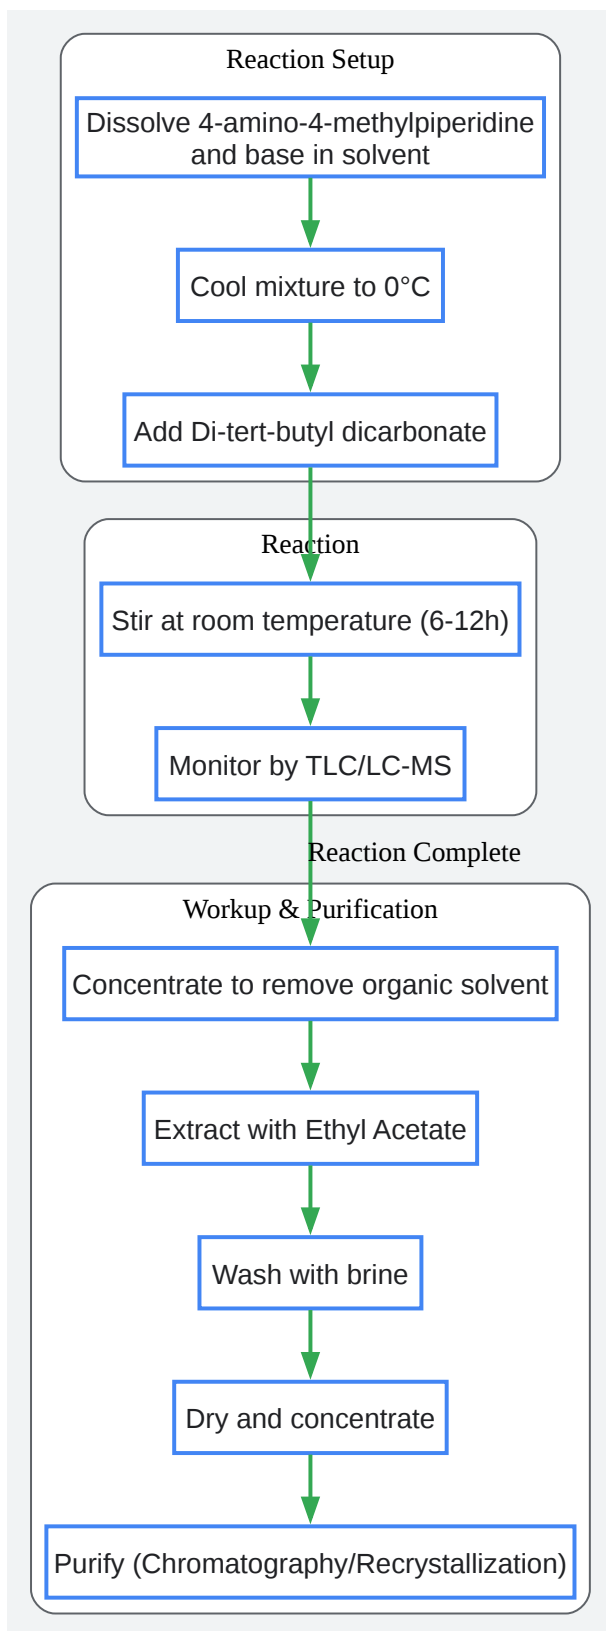 Reaction Setup
Dissolve 4-amino-4-methylpiperidine
and base in solvent
Cool mixture to 0°C
Add Di-tert-butyl dicarbonate
Reaction
Stir at room temperature (6-12h)
Monitor by TLC/LC-MS
Reaction Complete
Workup & Purification
Concentrate to remove organic solvent
Extract with Ethyl Acetate
Wash with brine
Dry and concentrate
Purify (Chromatography/Recrystallization)